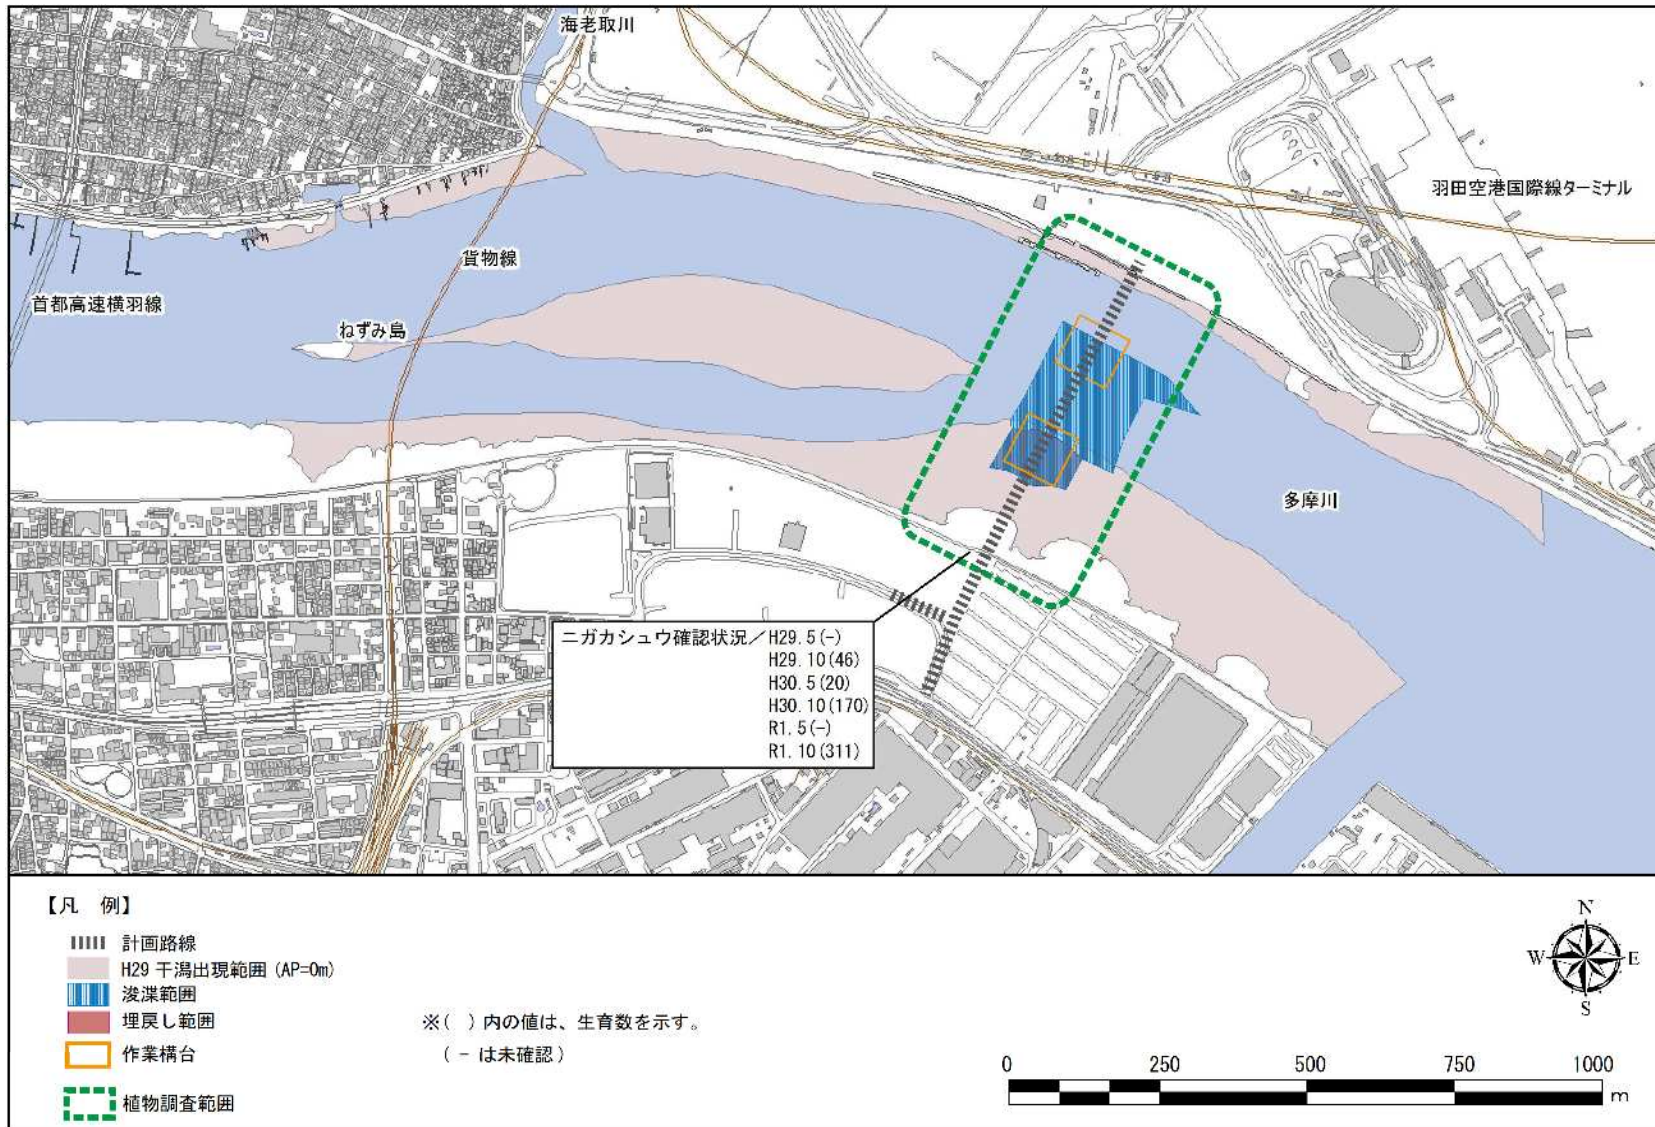 海老取川
羽田空港国際線ターミナル
貨物線
首都高速横羽線
ねずみ島
多摩川
ニガカシュウ確認状況／H29.5(-)
H29.10(46)
H30.5(20)
H30.10(170)
R1.5(-)
R1.10(311)
【凡　例】
計画路線
H29 干潟出現範囲 (AP=0m)
浚渫範囲
埋戻し範囲
作業構台
植物調査範囲
※(　) 内の値は、生育数を示す。
( - は未確認 )
N
W E
S
0 250 500 750 1000
m